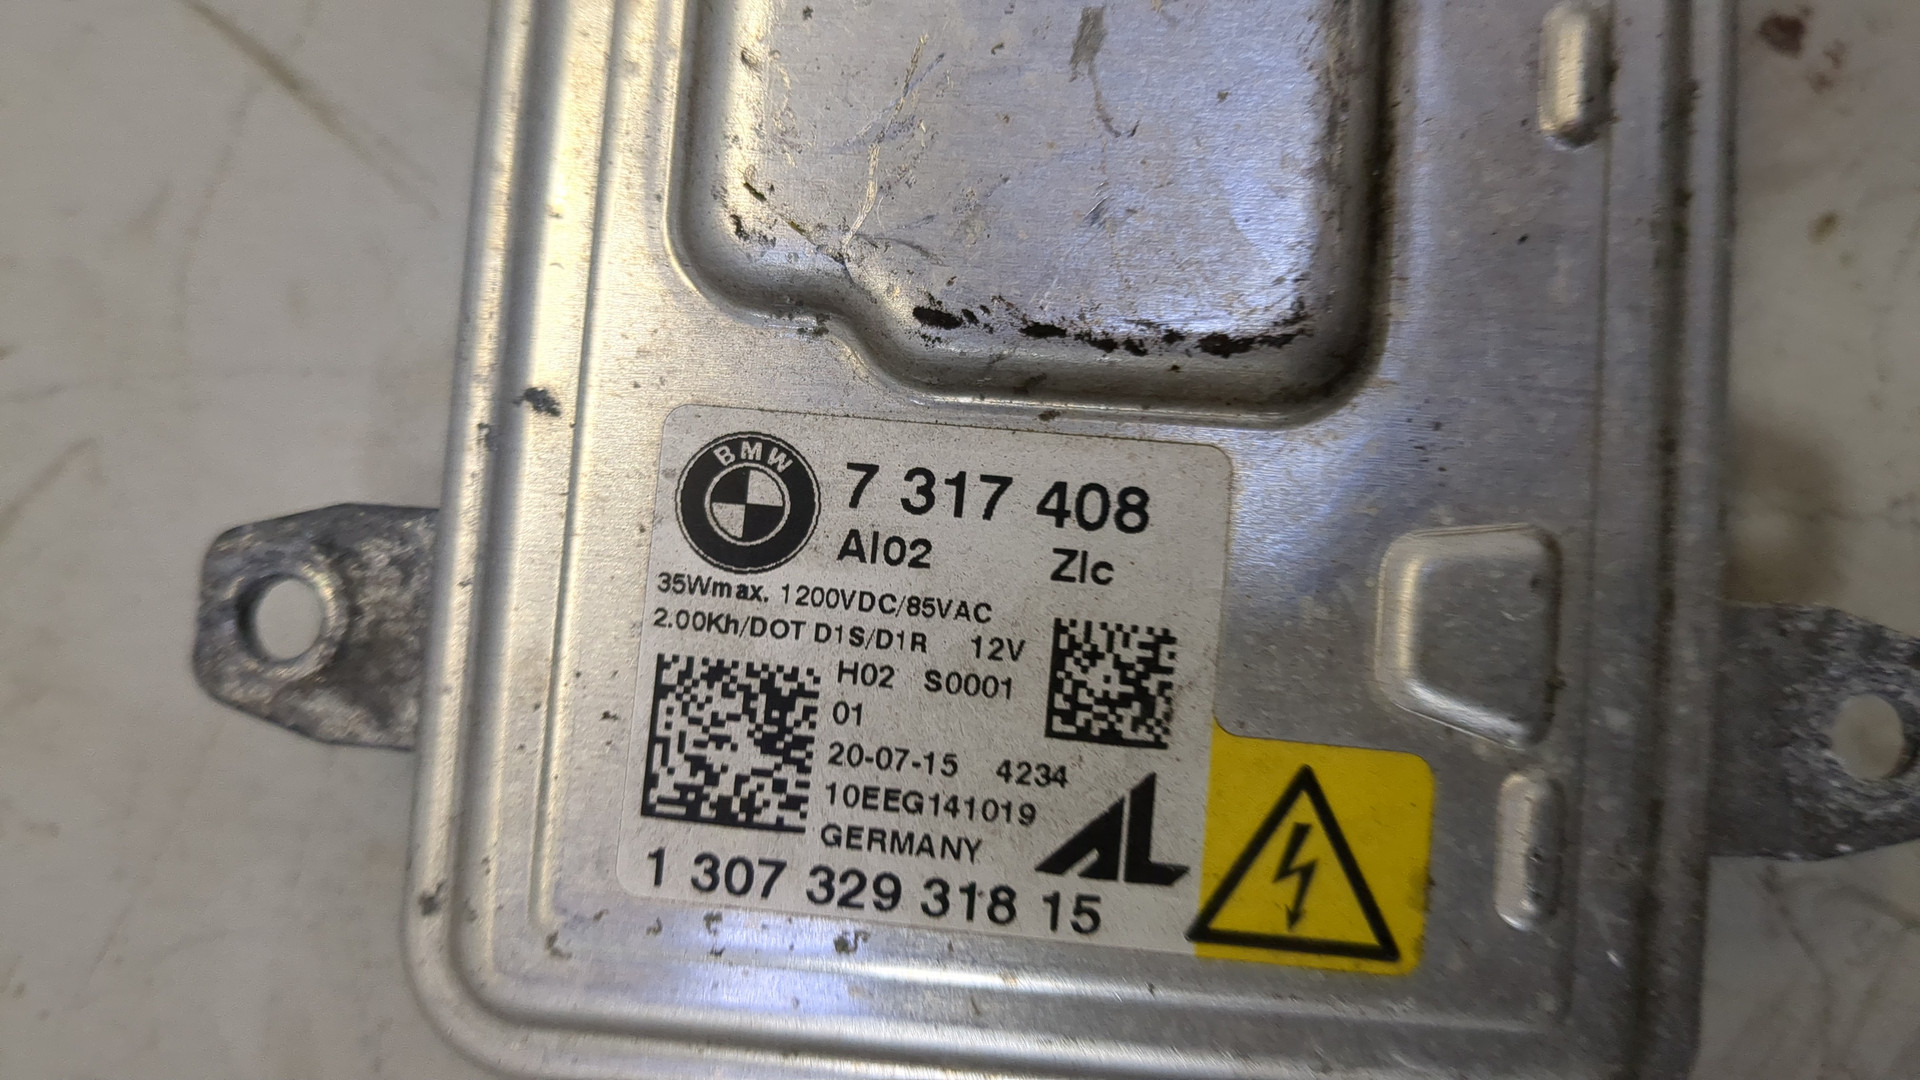 BMW
7 317 408
AI02 ZIc
35Wmax. 1200VDC/85VAC
2.00Kh/DOT D1S/D1R 12V
H02 S0001
01
20-07-15 4234
10EEG141019
GERMANY
AL
1 307 329 318 15